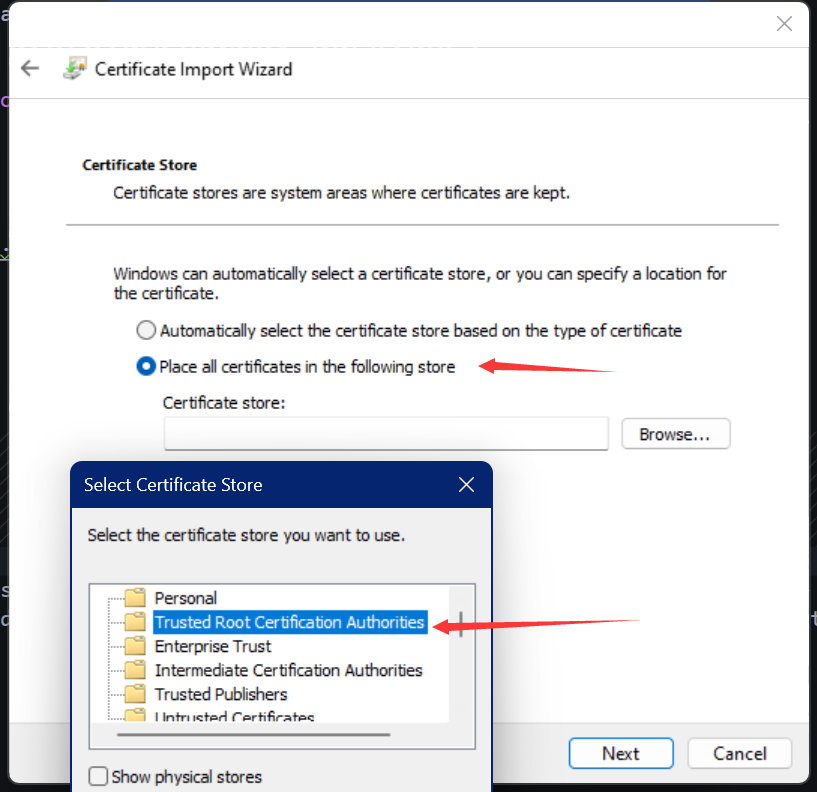 Certificate Import Wizard
Certificate Store
Certificate stores are system areas where certificates are kept.
Windows can automatically select a certificate store, or you can specify a location for
the certificate.
Automatically select the certificate store based on the type of certificate
Place all certificates in the following store
Certificate store:
Browse...
Select Certificate Store
Select the certificate store you want to use.
Personal
Trusted Root Certification Authorities
Enterprise Trust
Intermediate Certification Authorities
Trusted Publishers
Untrusted Certificates
Show physical stores
Next
Cancel